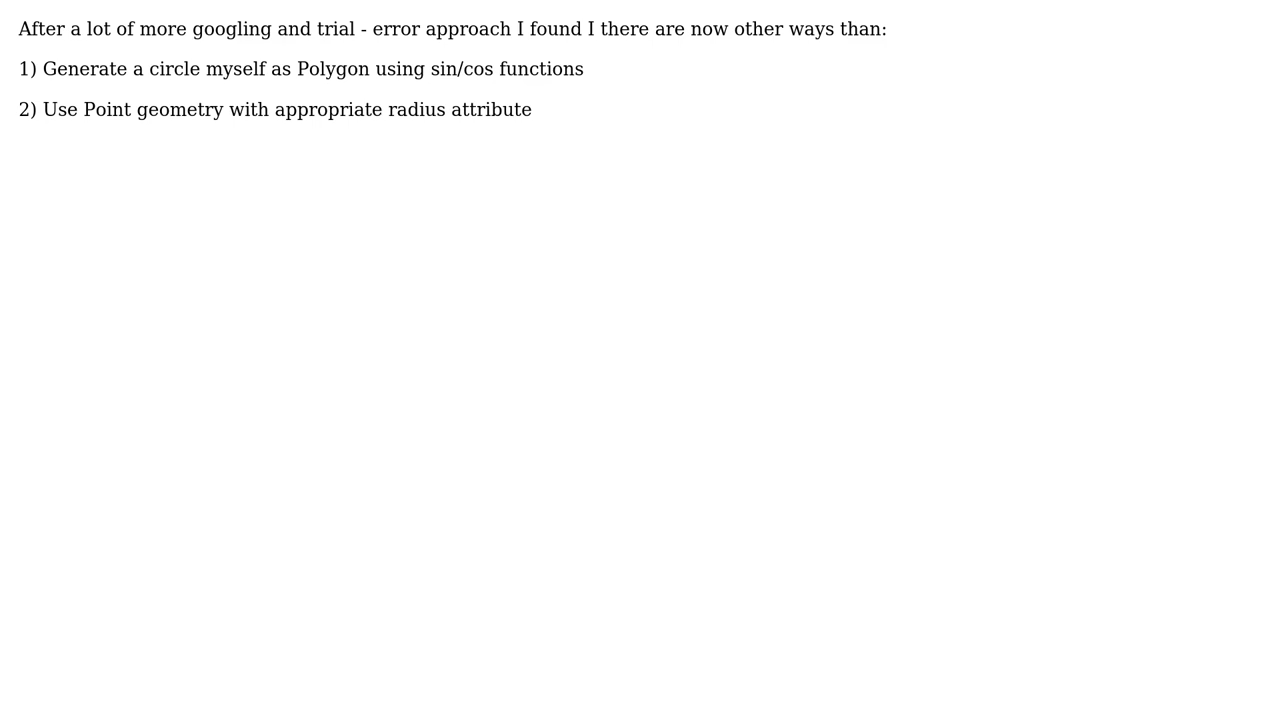 After a lot of more googling and trial - error approach I found I there are now other ways than:
1) Generate a circle myself as Polygon using sin/cos functions
2) Use Point geometry with appropriate radius attribute